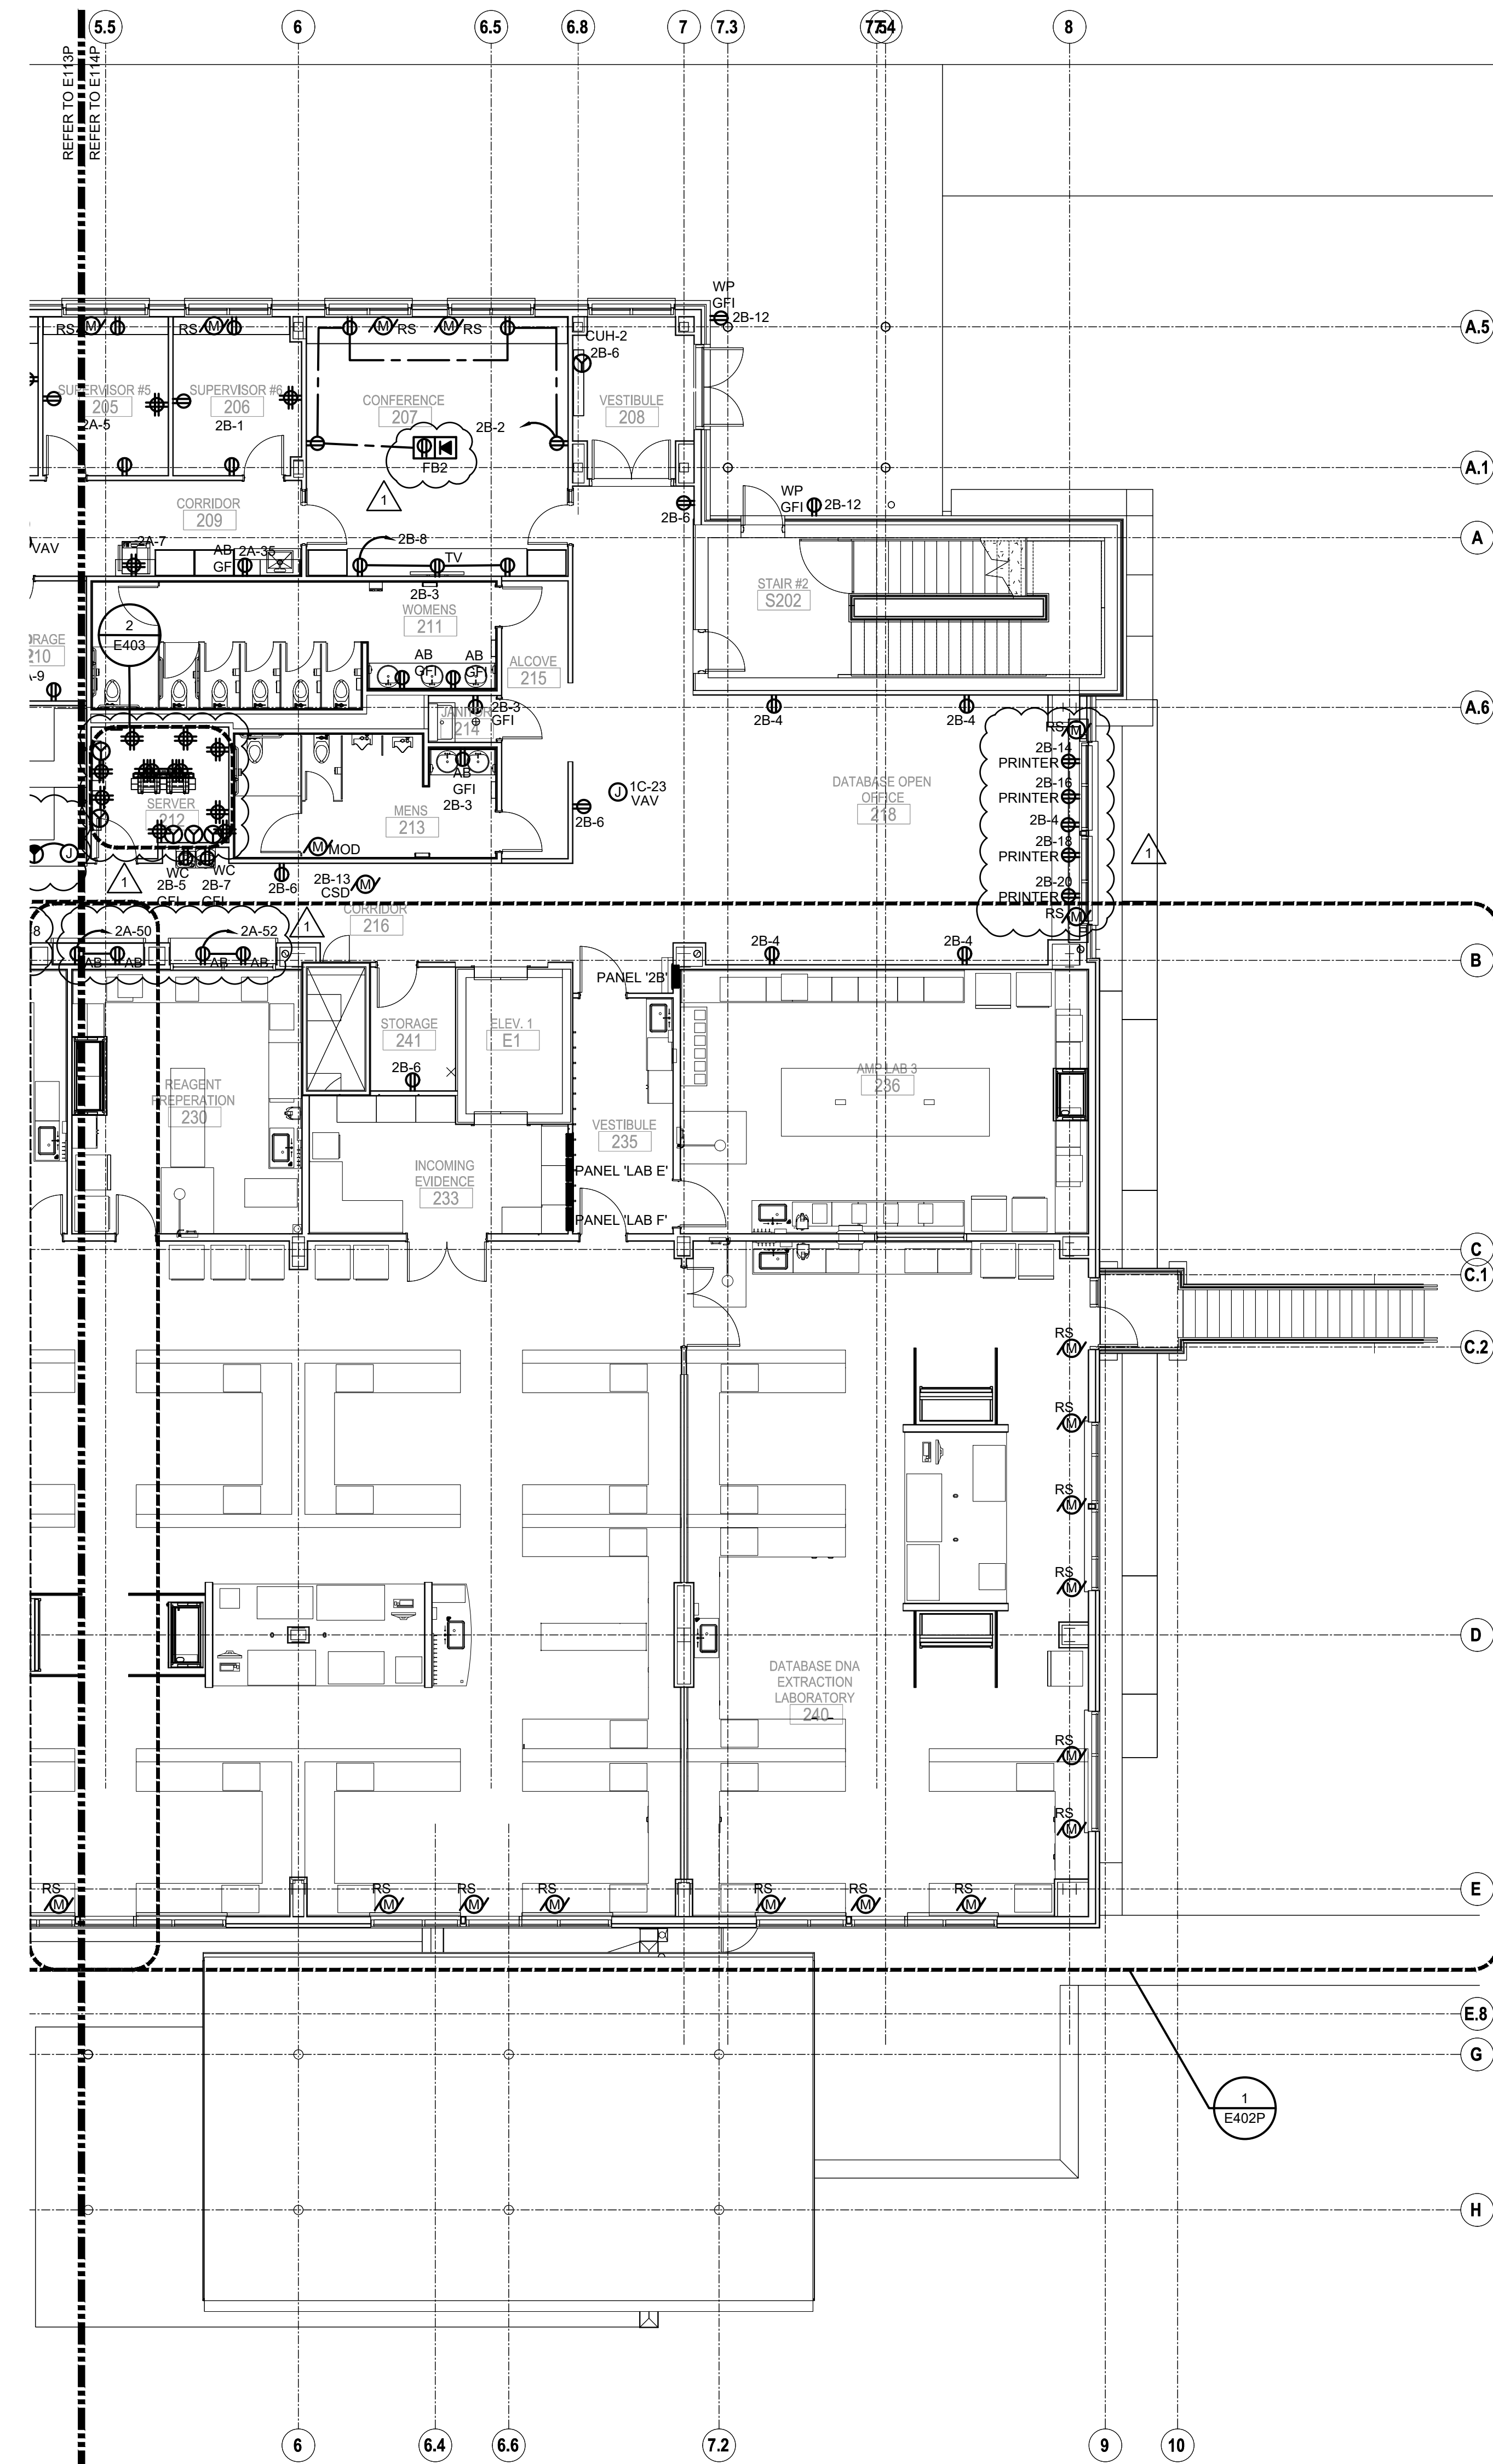 5.5
6
6.5
6.8
7
7.3
7.4
8
REFER TO E113P
REFER TO E114P
WP
GFI
2B-12
A.5
RS M
RS M
M RS
M RS
CUH-2
2B-6
SUPERVISOR #5
205
2A-5
SUPERVISOR #6
206
2B-1
CONFERENCE
207
2B-2
FB2
VESTIBULE
208
A.1
1
CORRIDOR
209
2B-6
WP
GFI
2B-12
VAV
2A-7
AB
GFI
2A-35
2B-8
TV
A
2B-3
WOMENS
211
STAIR #2
S202
2
E403
AB
GFI
AB
GFI
ALCOVE
215
2B-3
GFI
JANITOR
214
2B-4
2B-4
A.6
RS M
2B-14
PRINTER
2B-16
PRINTER
2B-4
2B-18
PRINTER
2B-20
PRINTER
RS M
1
SERVER
212
AB
GFI
2B-3
MENS
213
M MOD
J 1C-23
VAV
2B-6
DATABASE OPEN
OFFICE
218
J
WC
2B-5
GFI
WC
2B-7
GFI
1
2B-6
2B-13
CSD M
CORRIDOR
216
1
2A-50
AB AB
2A-52
AB AB
2B-4
2B-4
B
PANEL '2B'
STORAGE
241
2B-6
ELEV. 1
E1
AMP LAB 3
236
REAGENT
PREPERATION
230
VESTIBULE
235
INCOMING
EVIDENCE
233
PANEL 'LAB E'
PANEL 'LAB F'
C
C.1
C.2
RS
M
RS
M
RS
M
RS
M
D
DATABASE DNA
EXTRACTION
LABORATORY
240
RS
M
RS
M
RS
M
RS
M
RS
M
RS
M
RS
M
RS
M
RS
M
E
E.8
G
1
E402P
H
6
6.4
6.6
7.2
9
10